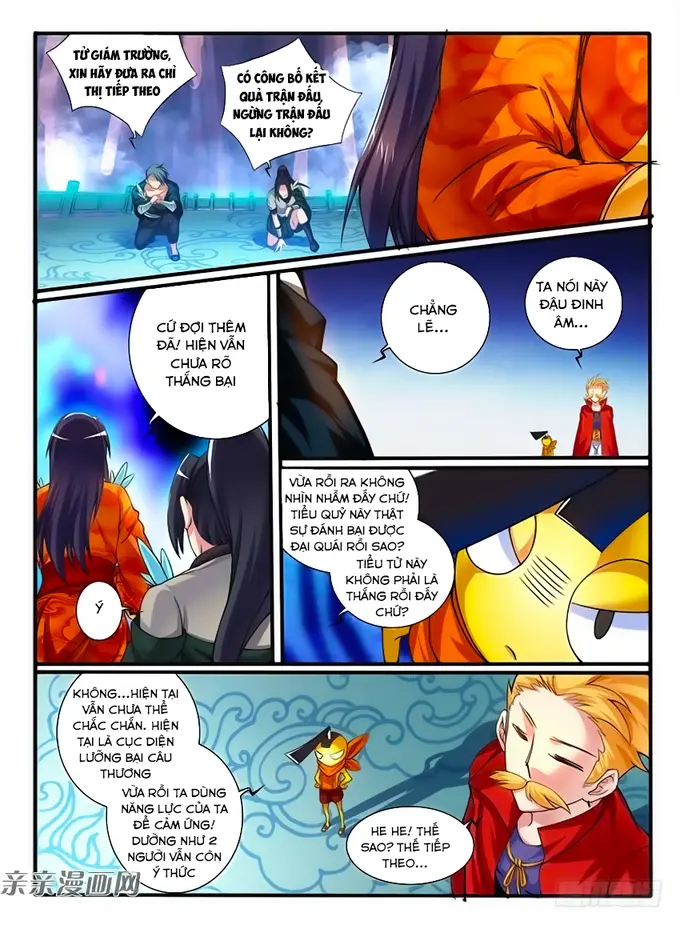 TỬ GIÁM TRƯỜNG,
XIN HÃY ĐƯA RA CHỈ
THỊ TIẾP THEO
CÓ CÔNG BỐ KẾT
QUẢ TRẬN ĐẤU,
NGỪNG TRẬN ĐẤU
LẠI KHÔNG?
TA NÓI NÀY
ĐẬU ĐINH
ÂM...
CHẲNG
LẼ...
CỨ ĐỢI THÊM
ĐÃ! HIỆN VẪN
CHƯA RÕ
THẮNG BẠI
Ý
VỪA RỒI RA KHÔNG
NHÌN NHẦM ĐẤY CHỨ!
TIỂU QUỶ NÀY THẬT
SỰ ĐÁNH BẠI ĐƯỢC
ĐẠI QUÁI RỒI SAO?
TIỂU TỬ NÀY
KHÔNG PHẢI LÀ
THẮNG RỒI ĐẤY
CHỨ?
KHÔNG...HIỆN TẠI
VẪN CHƯA THỂ
CHẮC CHẮN. HIỆN
TẠI LÀ CỤC DIỆN
LƯỠNG BẠI CÂU
THƯƠNG
VỪA RỒI TA DÙNG
NĂNG LỰC CỦA TA
ĐỂ CẢM ỨNG!
DƯỜNG NHƯ 2
NGƯỜI VẪN CÒN
Ý THỨC
HE HE! THẾ
SAO? THẾ TIẾP
THEO...
亲亲漫画网